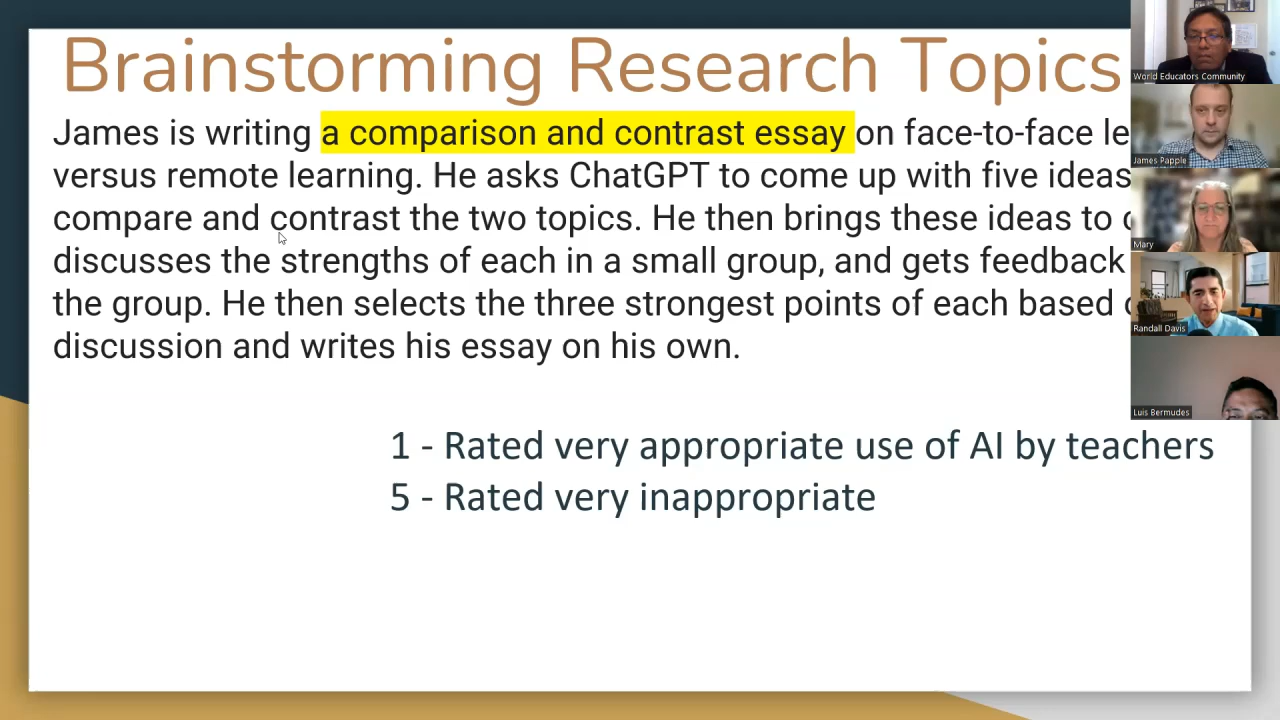 Brainstorming Research Topics
James is writing a comparison and contrast essay on face-to-face le
versus remote learning. He asks ChatGPT to come up with five ideas
compare and contrast the two topics. He then brings these ideas to
discusses the strengths of each in a small group, and gets feedback
the group. He then selects the three strongest points of each based
discussion and writes his essay on his own.
1 - Rated very appropriate use of AI by teachers
5 - Rated very inappropriate
World Educators Community
James Papple
Mary
Randall Davis
Luis Bermudes